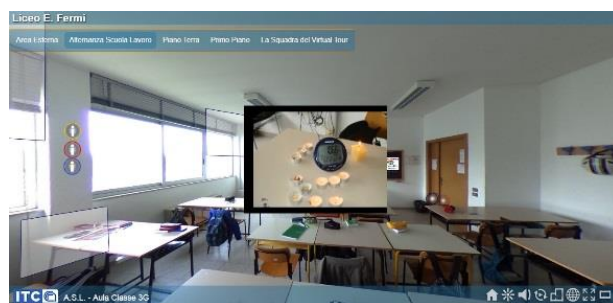 Liceo E. Fermi
Area Esterna Alternanza Scuola Lavoro Piano Terra Primo Piano La Squadra del Virtual Tour
ITC A.S.L. - Aula Classe 3G